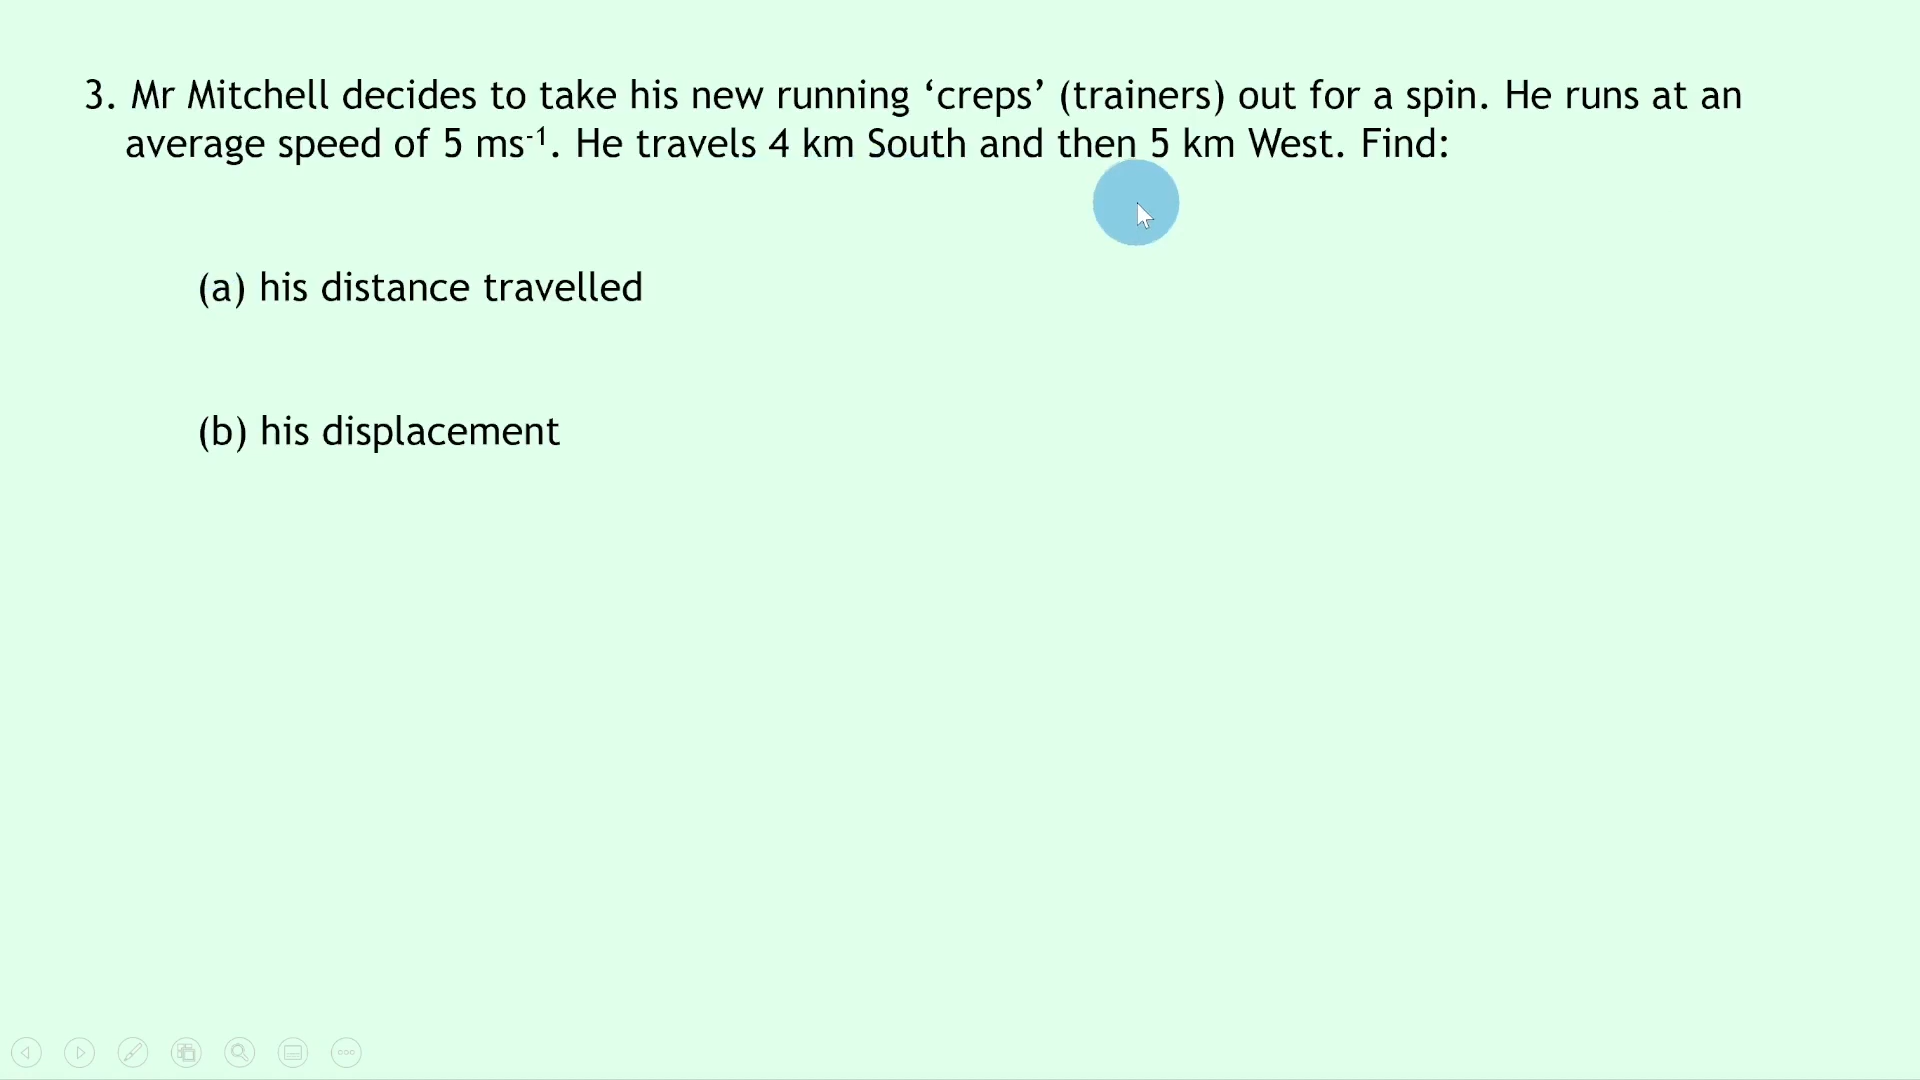 3. Mr Mitchell decides to take his new running ‘creps’ (trainers) out for a spin. He runs at an
average speed of 5 ms⁻¹. He travels 4 km South and then 5 km West. Find:
(a) his distance travelled
(b) his displacement